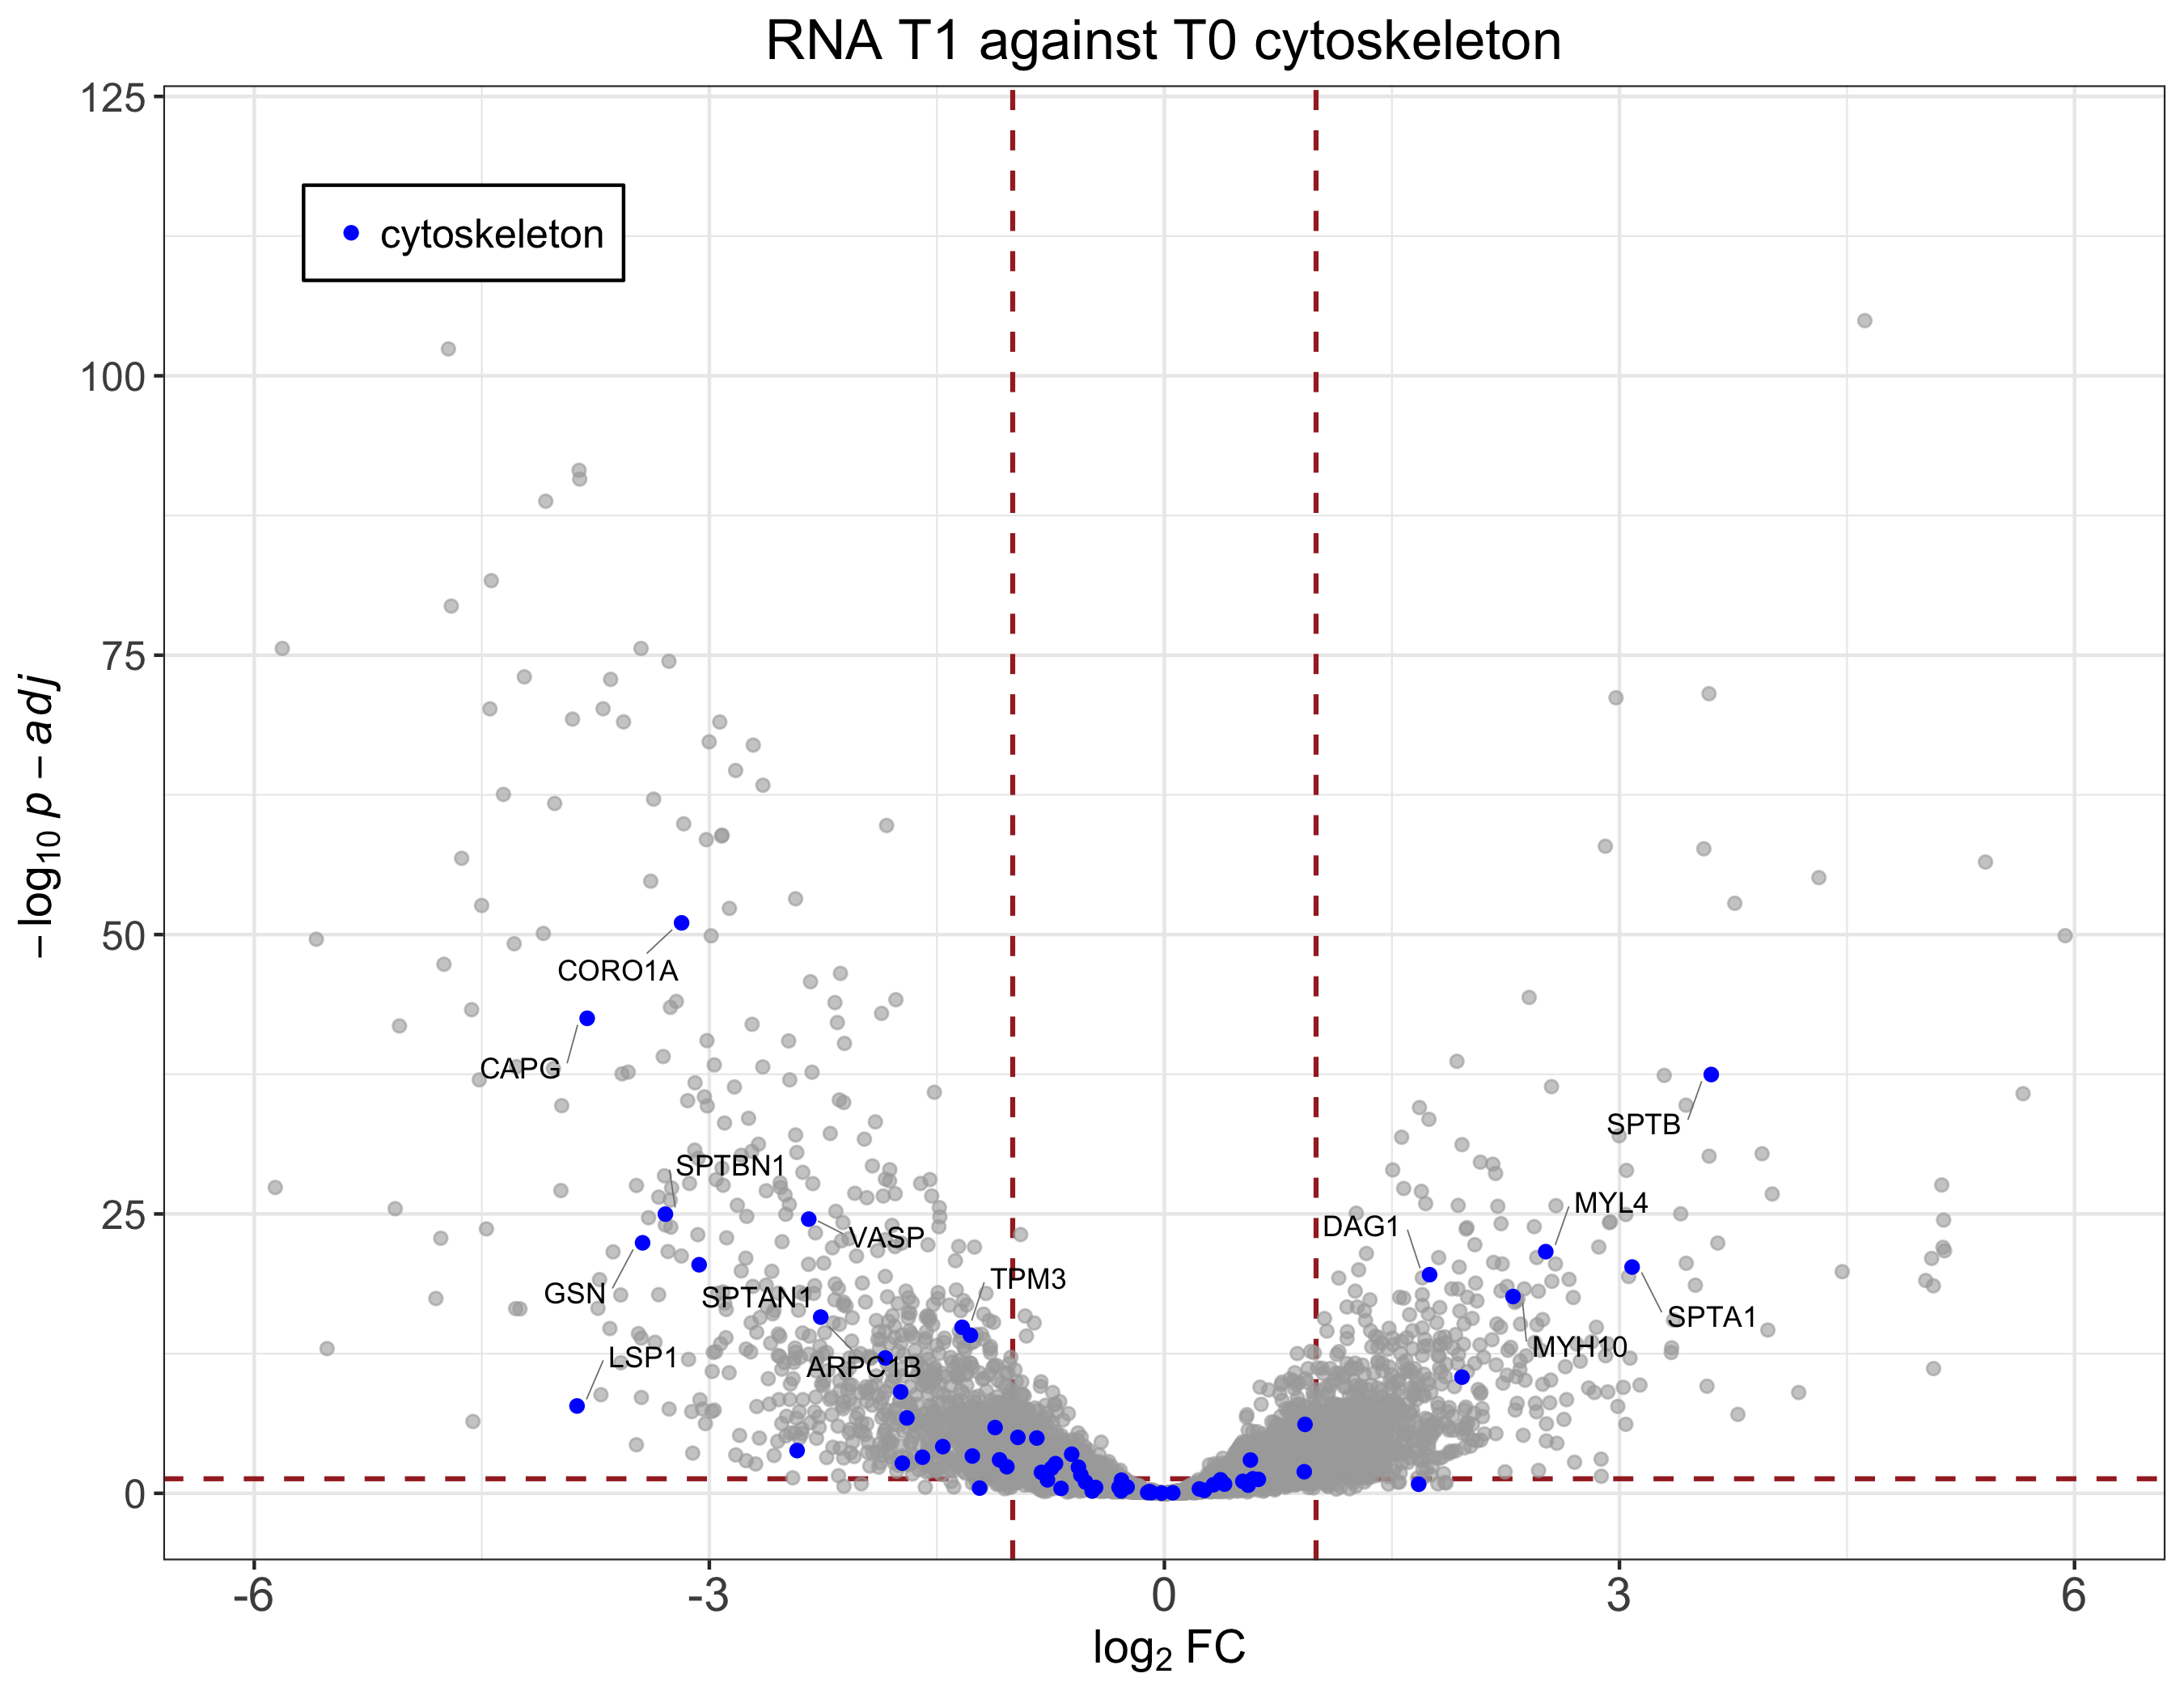 RNA T1 against T0 cytoskeleton
125
cytoskeleton
100
75
50
25
0
−log10 p − adj
CORO1A
CAPG
SPTB
SPTBN1
MYL4
VASP
DAG1
TPM3
GSN
SPTAN1
SPTA1
MYH10
LSP1
ARPC1B
-6
-3
0
3
6
log2 FC